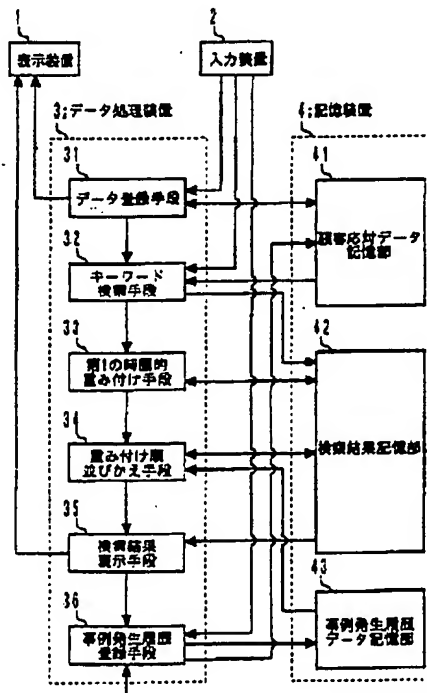 1
2
表示装置
入力装置
3;データ処理装置
4;記憶装置
31
データ登録手段
41
顧客応対データ
記憶部
32
キーワード
検索手段
33
第1の時間的
重み付け手段
42
検索結果記憶部
34
重み付け順
並びかえ手段
35
検索結果
表示手段
36
事例発生履歴
登録手段
43
事例発生履歴
データ記憶部